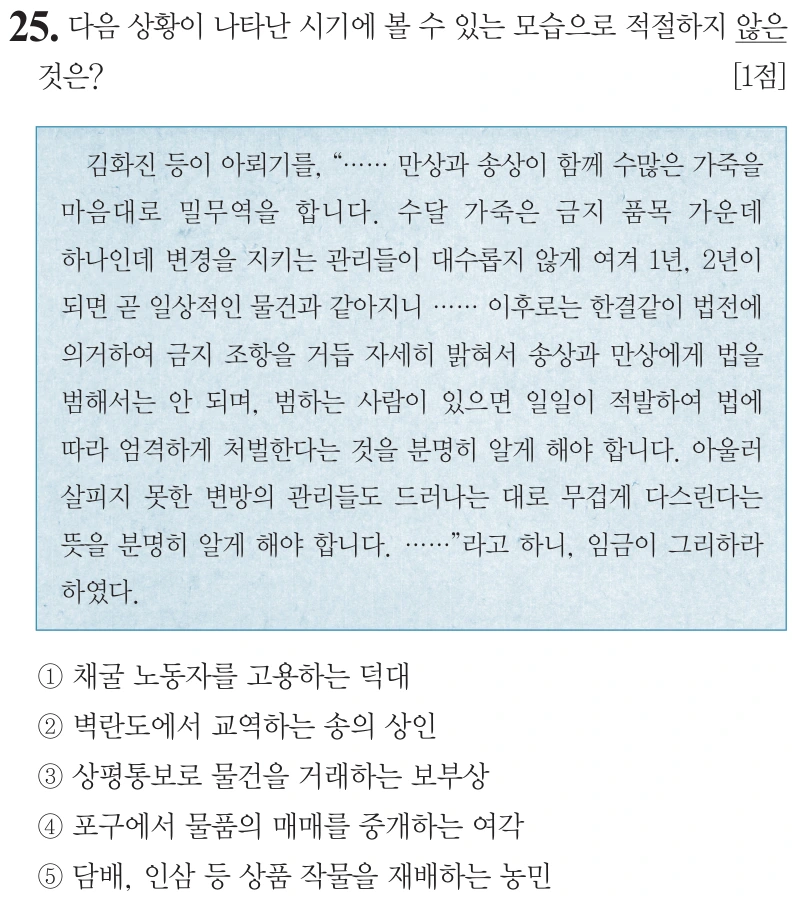 25. 다음 상황이 나타난 시기에 볼 수 있는 모습으로 적절하지 않은
것은? [1점]
김화진 등이 아뢰기를, “…… 만상과 송상이 함께 수많은 가죽을
마음대로 밀무역을 합니다. 수달 가죽은 금지 품목 가운데
하나인데 변경을 지키는 관리들이 대수롭지 않게 여겨 1년, 2년이
되면 곧 일상적인 물건과 같아지니 …… 이후로는 한결같이 법전에
의거하여 금지 조항을 거듭 자세히 밝혀서 송상과 만상에게 법을
범해서는 안 되며, 범하는 사람이 있으면 일일이 적발하여 법에
따라 엄격하게 처벌한다는 것을 분명히 알게 해야 합니다. 아울러
살피지 못한 변방의 관리들도 드러나는 대로 무겁게 다스린다는
뜻을 분명히 알게 해야 합니다. ……”라고 하니, 임금이 그리하라
하였다.
① 채굴 노동자를 고용하는 덕대
② 벽란도에서 교역하는 송의 상인
③ 상평통보로 물건을 거래하는 보부상
④ 포구에서 물품의 매매를 중개하는 여각
⑤ 담배, 인삼 등 상품 작물을 재배하는 농민